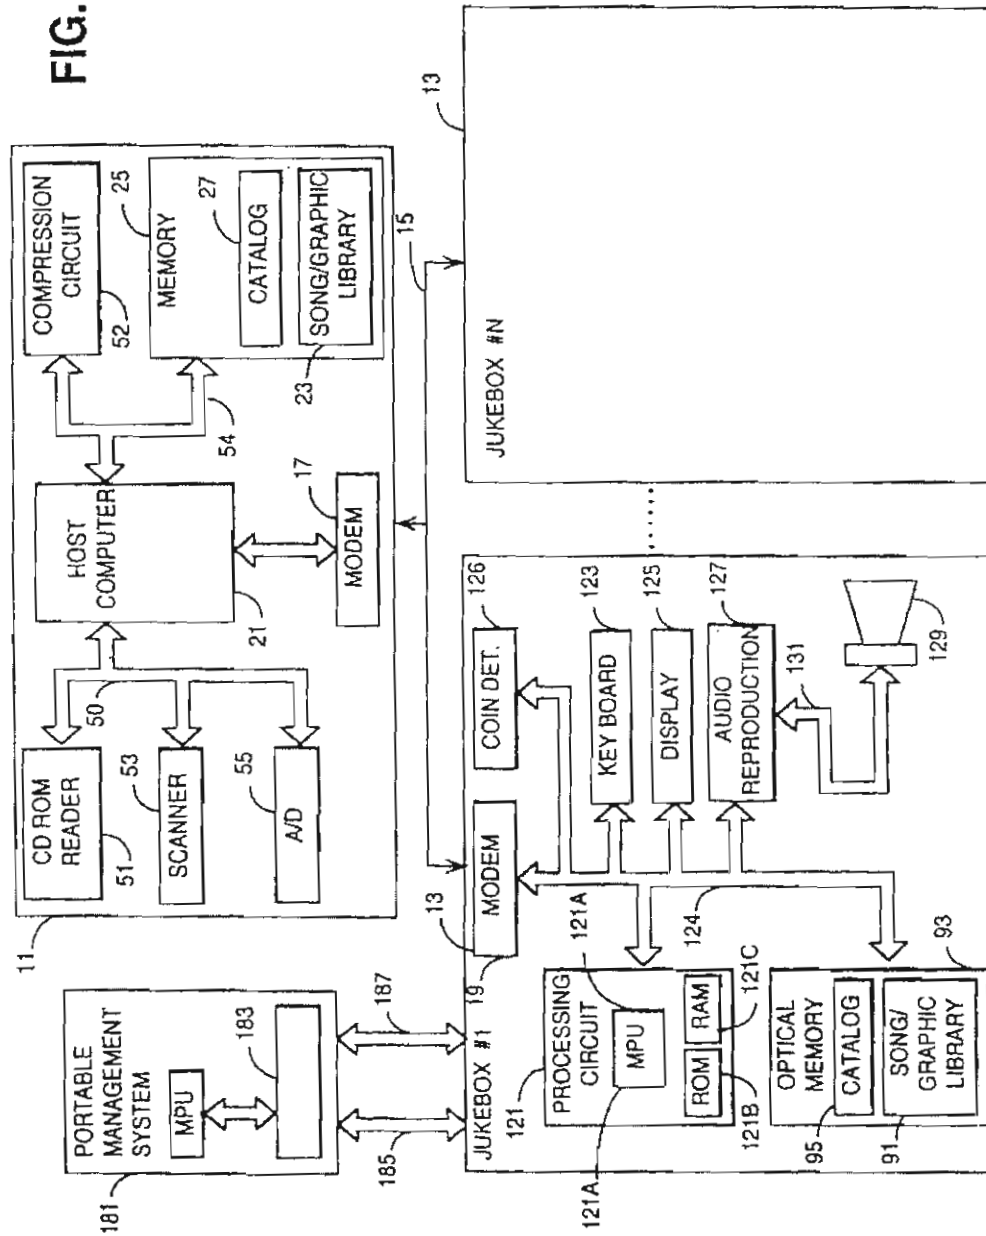 FIG.
11
CD ROM
READER
51
SCANNER
53
A/D
55
50
HOST
COMPUTER
21
MODEM
17
COMPRESSION
CIRCUIT
52
54
MEMORY
25
CATALOG
27
SONG/GRAPHIC
LIBRARY
23
15
PORTABLE
MANAGEMENT
SYSTEM
181
MPU
183
185
187
JUKEBOX #1
13
19
MODEM
COIN DET.
126
KEY BOARD
123
DISPLAY
125
AUDIO
REPRODUCTION
127
131
129
121
PROCESSING
CIRCUIT
MPU
121A
121A
121A
ROM
RAM
121B
121C
124
OPTICAL
MEMORY
93
CATALOG
95
SONG/
GRAPHIC
LIBRARY
91
......
JUKEBOX #N
13